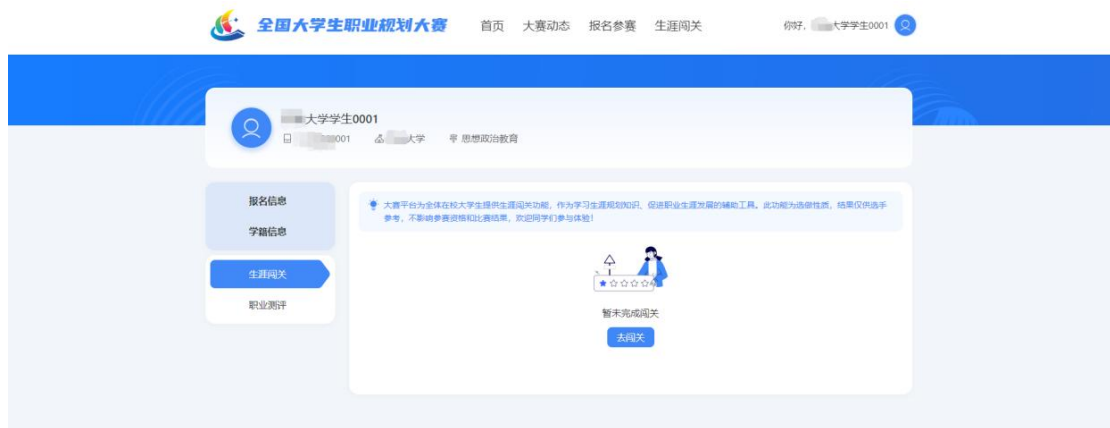 全国大学生职业规划大赛
首页 大赛动态 报名参赛 生涯闯关
你好, 大学学生0001
大学学生0001
0001 大学 思想政治教育
报名信息
学籍信息
生涯闯关
职业测评
大赛平台为全体在校大学生提供生涯闯关功能,作为学习生涯规划知识、促进职业生涯发展的辅助工具。此功能为选做性质,结果仅供选手
参考,不影响参赛资格和比赛结果,欢迎同学们参与体验!
暂未完成闯关
去闯关